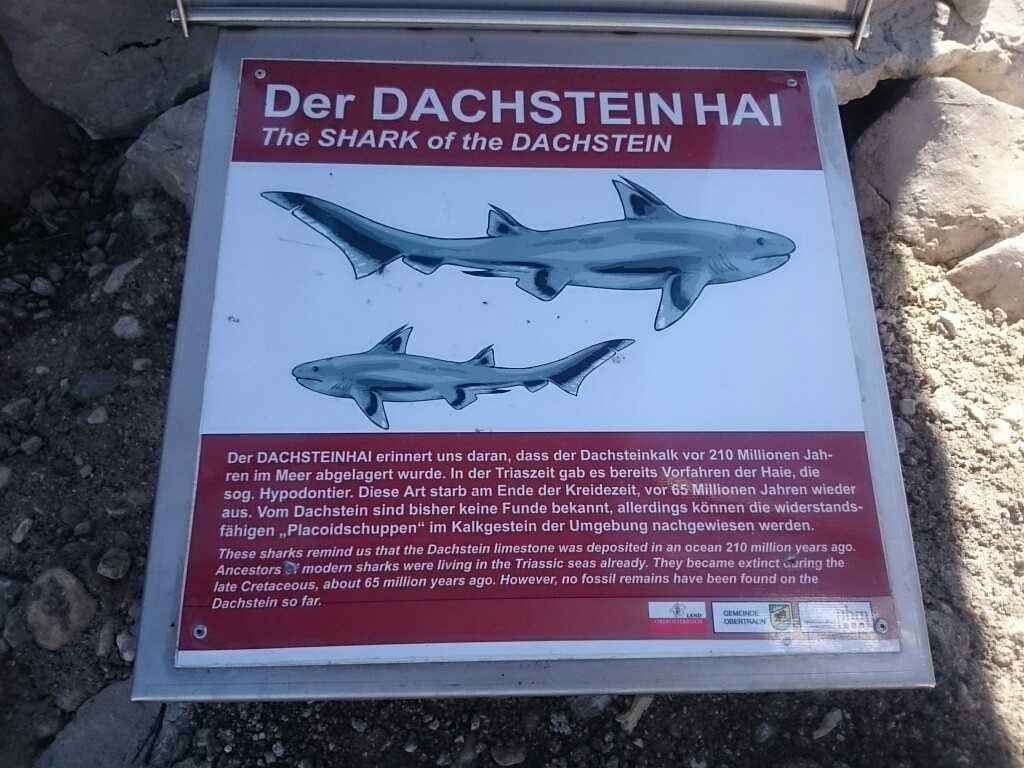 Der DACHSTEIN HAI
The SHARK of the DACHSTEIN
Der DACHSTEINHAI erinnert uns daran, dass der Dachsteinkalk vor 210 Millionen Jah-
ren im Meer abgelagert wurde. In der Triaszeit gab es bereits Vorfahren der Haie, die
sog. Hypodontier. Diese Art starb am Ende der Kreidezeit, vor 65 Millionen Jahren wieder
aus. Vom Dachstein sind bisher keine Funde bekannt, allerdings können die widerstands-
fähigen „Placoidschuppen“ im Kalkgestein der Umgebung nachgewiesen werden.
These sharks remind us that the Dachstein limestone was deposited in an ocean 210 million years ago.
Ancestors of modern sharks were living in the Triassic seas already. They became extinct during the
late Cretaceous, about 65 million years ago. However, no fossil remains have been found on the
Dachstein so far.
LAND
OBERÖSTERREICH
GEMEINDE
OBERTRAUN
nhm